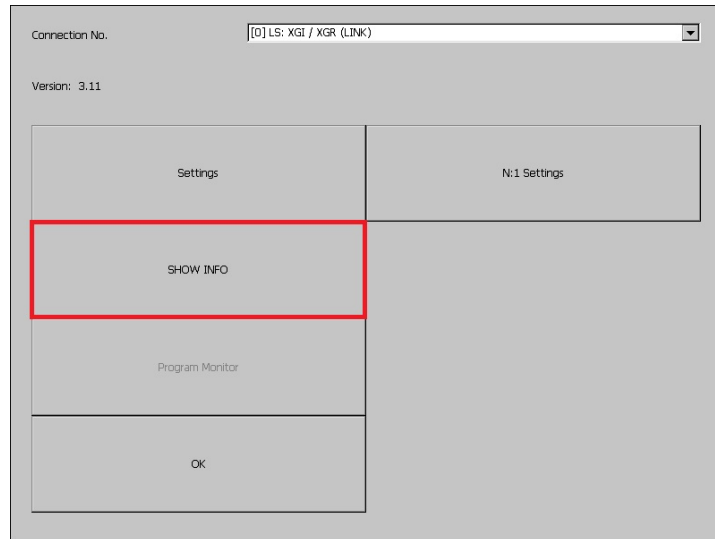 Connection No.
[0] LS: XGI / XGR (LINK)
Version: 3.11
Settings
N:1 Settings
SHOW INFO
Program Monitor
OK